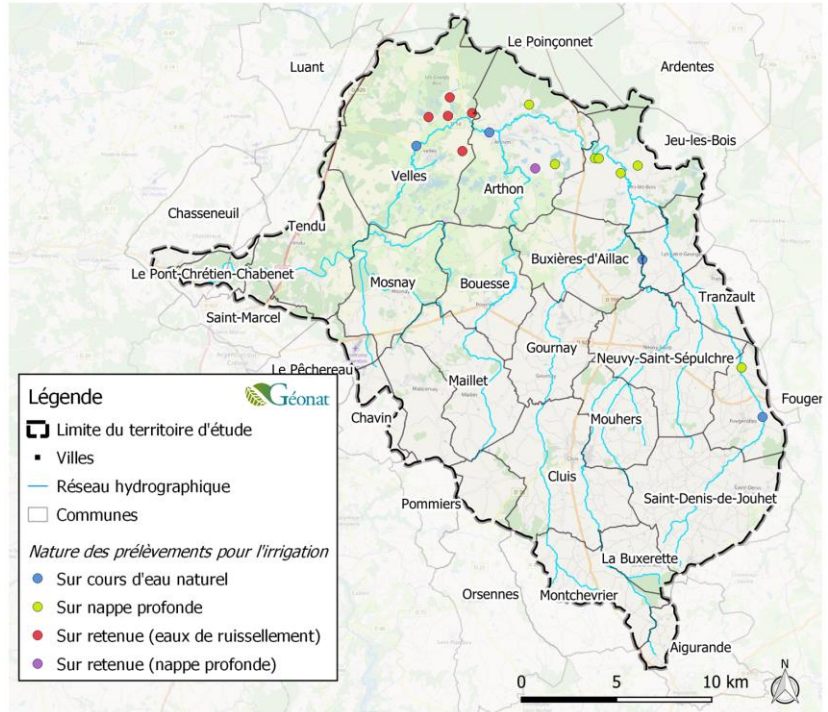 Le Poinçonnet
Luant
Ardentes
Jeu-les-Bois
Velles
Arthon
Chasseneuil
Tendu
Le Pont-Chrétien-Chabenet
Buxières-d'Aillac
Mosnay
Bouesse
Tranzault
Saint-Marcel
Gournay
Neuvy-Saint-Sépulchre
Le Pêchereau
Maillet
Fouger
Chavin
Mouhers
Cluis
Saint-Denis-de-Jouhet
Pommiers
La Buxerette
Orsennes
Montchevrier
Aigurande
Légende
Géonat
Limite du territoire d'étude
Villes
Réseau hydrographique
Communes
Nature des prélèvements pour l'irrigation
Sur cours d'eau naturel
Sur nappe profonde
Sur retenue (eaux de ruissellement)
Sur retenue (nappe profonde)
0 5 10 km
N